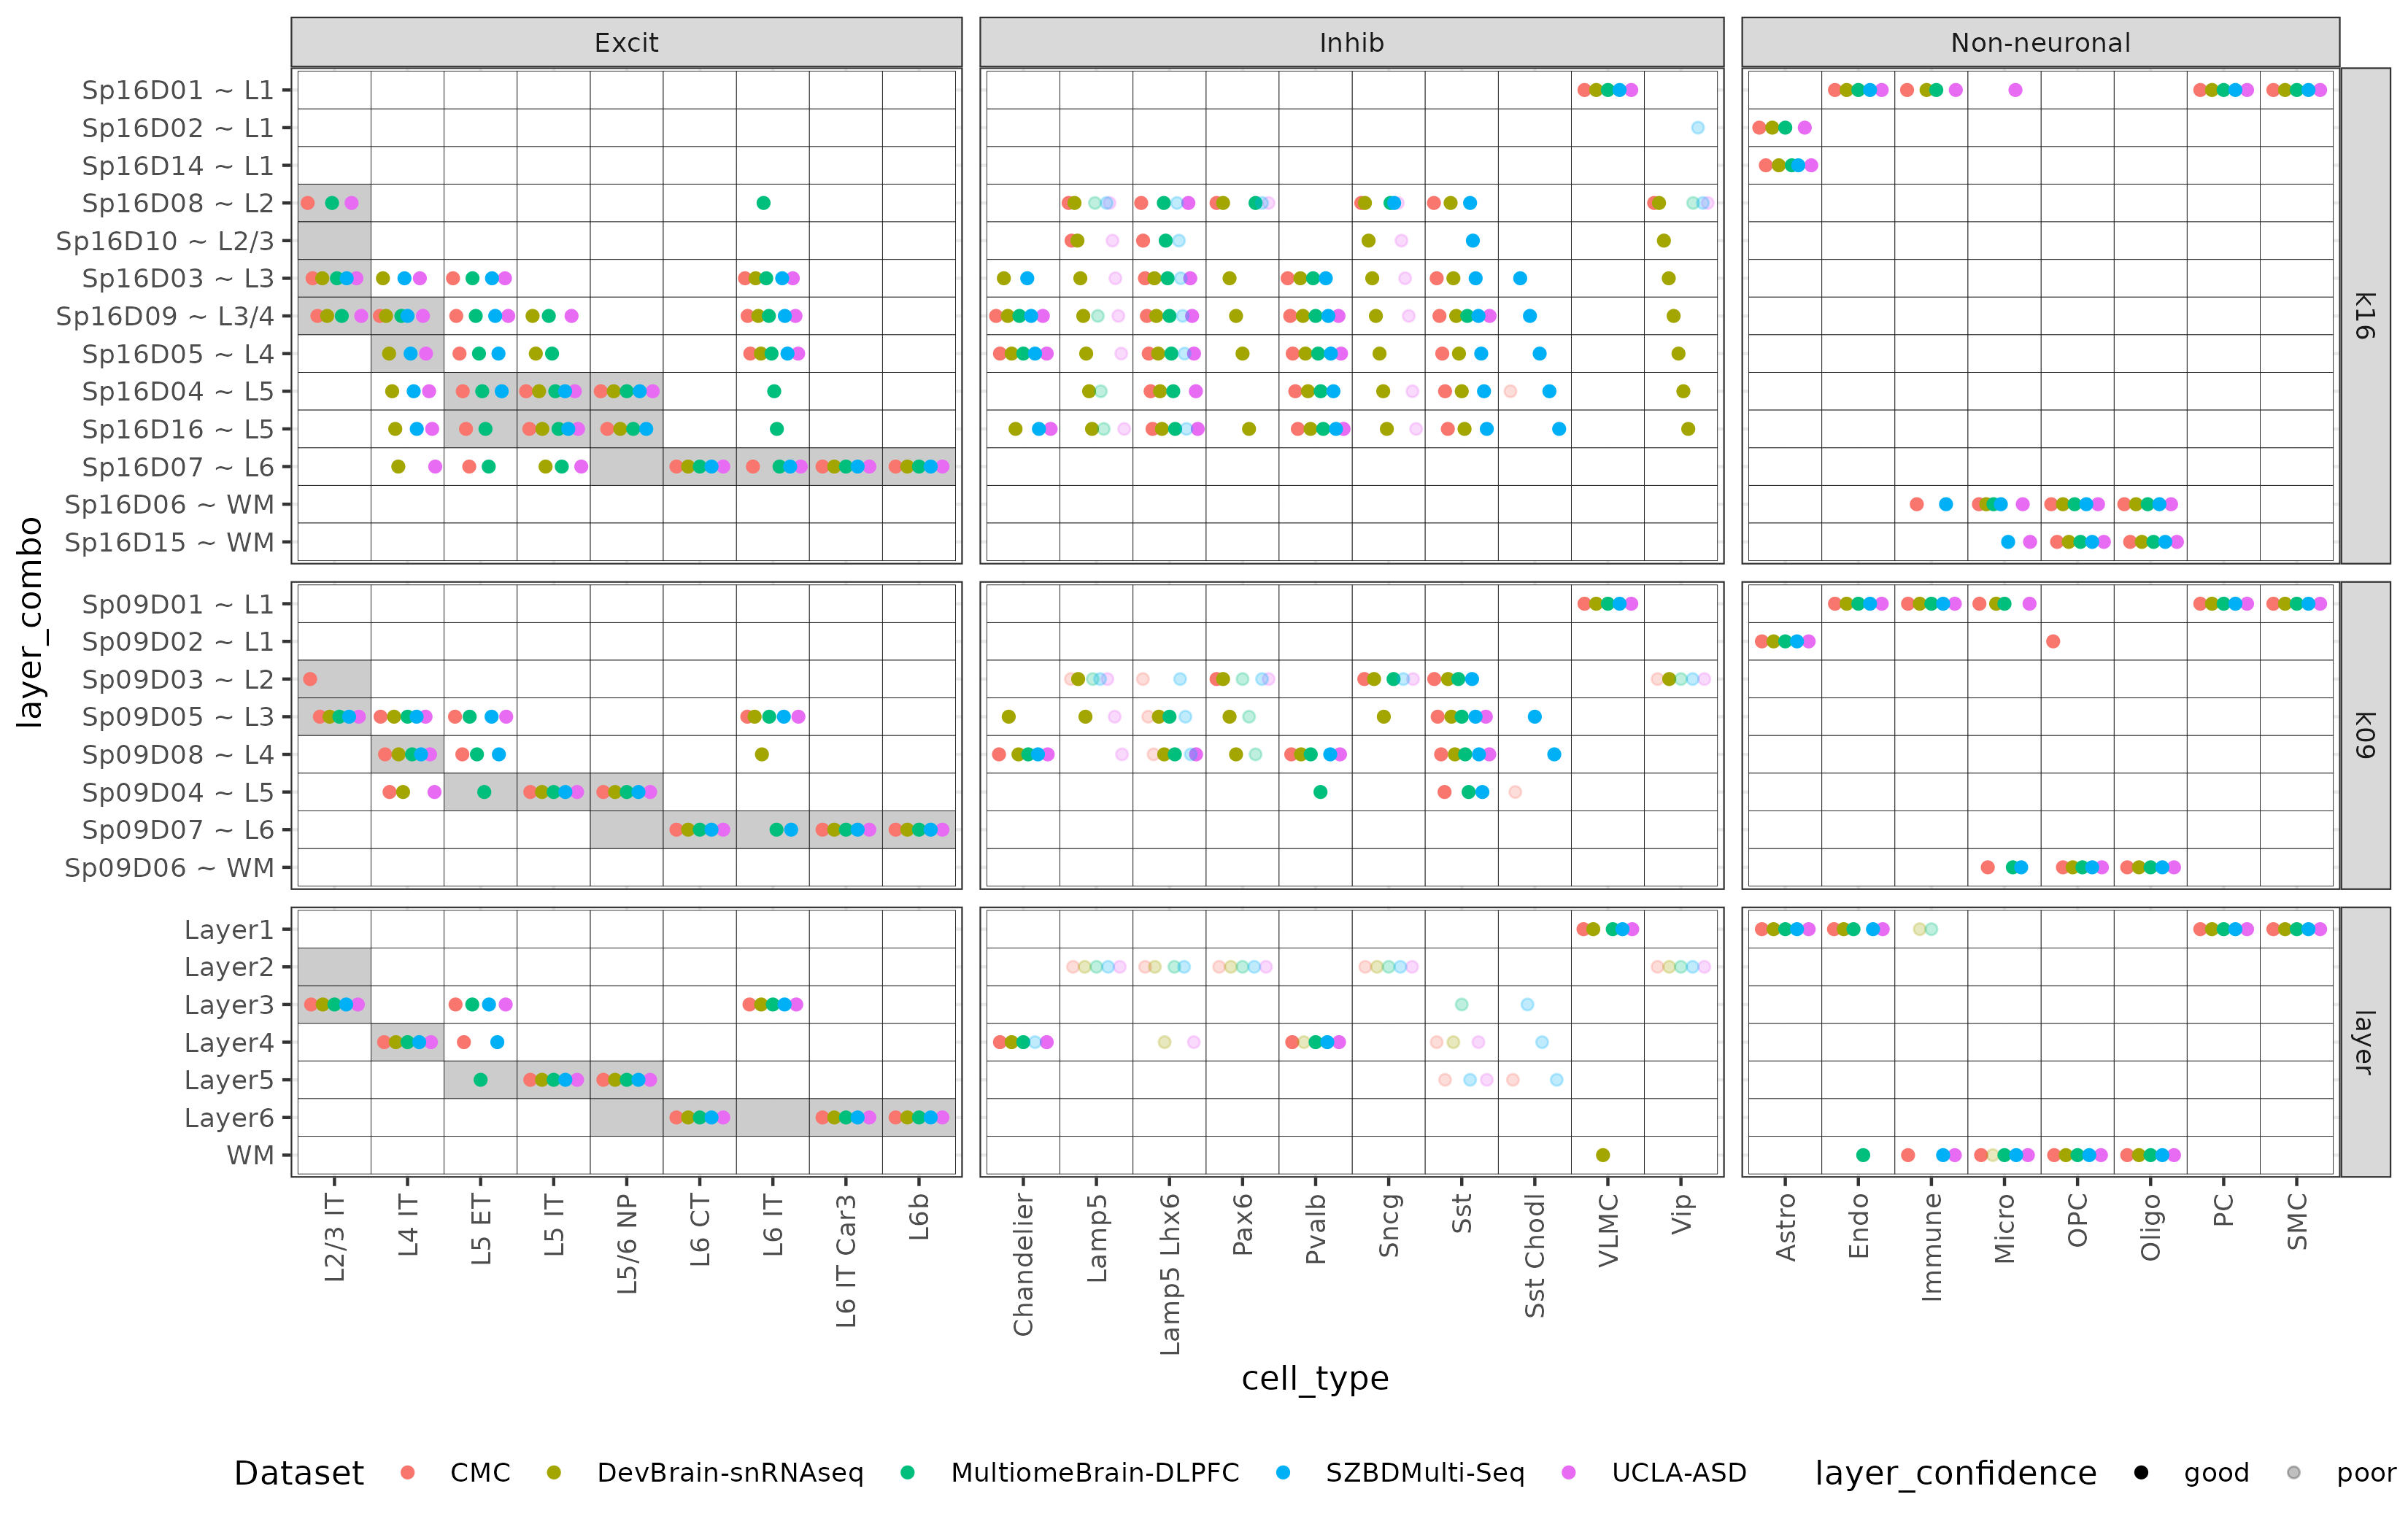 Excit Inhib Non-neuronal
Sp16D01 ~ L1
Sp16D02 ~ L1
Sp16D14 ~ L1
Sp16D08 ~ L2
Sp16D10 ~ L2/3
Sp16D03 ~ L3
Sp16D09 ~ L3/4
Sp16D05 ~ L4
Sp16D04 ~ L5
Sp16D16 ~ L5
Sp16D07 ~ L6
Sp16D06 ~ WM
Sp16D15 ~ WM
k16
Sp09D01 ~ L1
Sp09D02 ~ L1
Sp09D03 ~ L2
Sp09D05 ~ L3
Sp09D08 ~ L4
Sp09D04 ~ L5
Sp09D07 ~ L6
Sp09D06 ~ WM
k09
Layer1
Layer2
Layer3
Layer4
Layer5
Layer6
WM
layer
layer_combo
L2/3 IT
L4 IT
L5 ET
L5 IT
L5/6 NP
L6 CT
L6 IT
L6 IT Car3
L6b
Chandelier
Lamp5
Lamp5 Lhx6
Pax6
Pvalb
Sncg
Sst
Sst Chodl
VLMC
Vip
Astro
Endo
Immune
Micro
OPC
Oligo
PC
SMC
cell_type
Dataset CMC DevBrain-snRNAseq MultiomeBrain-DLPFC SZBDMulti-Seq UCLA-ASD layer_confidence good poor